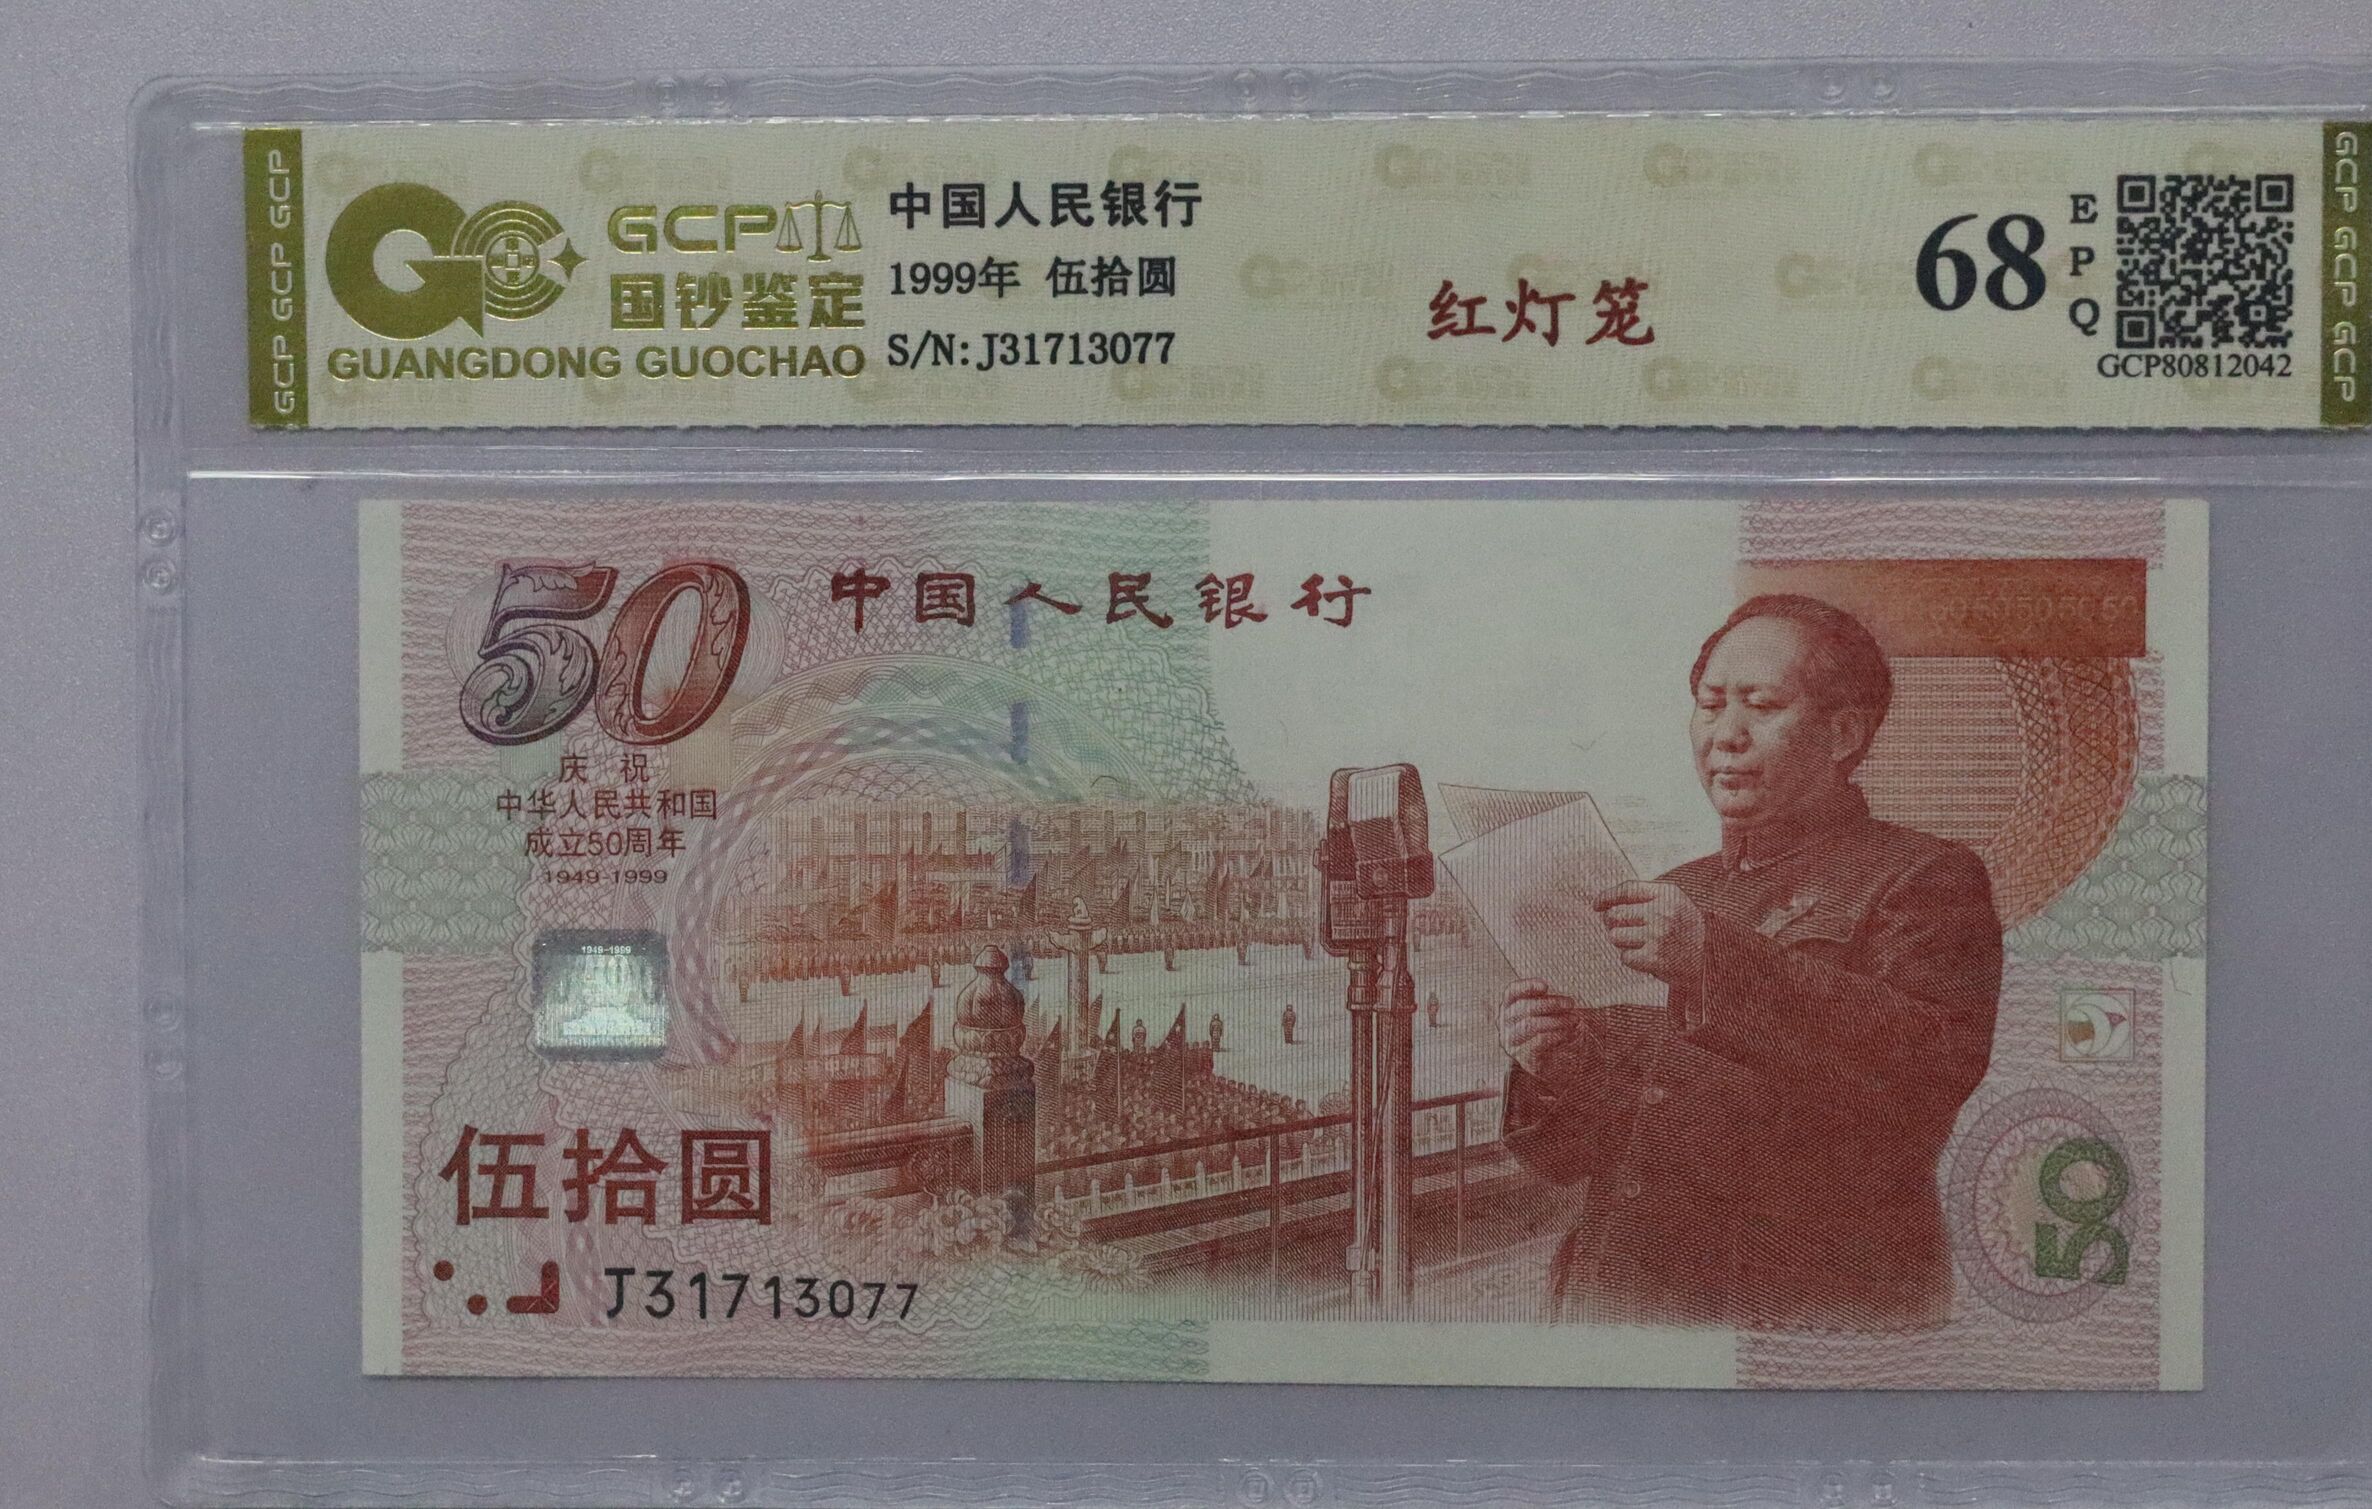 GCP GCP GCP
GCP
国钞鉴定
GUANGDONG GUOCHAO
中国人民银行
1999年 伍拾圆
S/N: J31713077
红灯笼
68
EPQ
GCP80812042
GCP GCP GCP
50
中国人民银行
庆祝
中华人民共和国
成立50周年
1949-1999
1949-1999
伍拾圆
J31713077
50